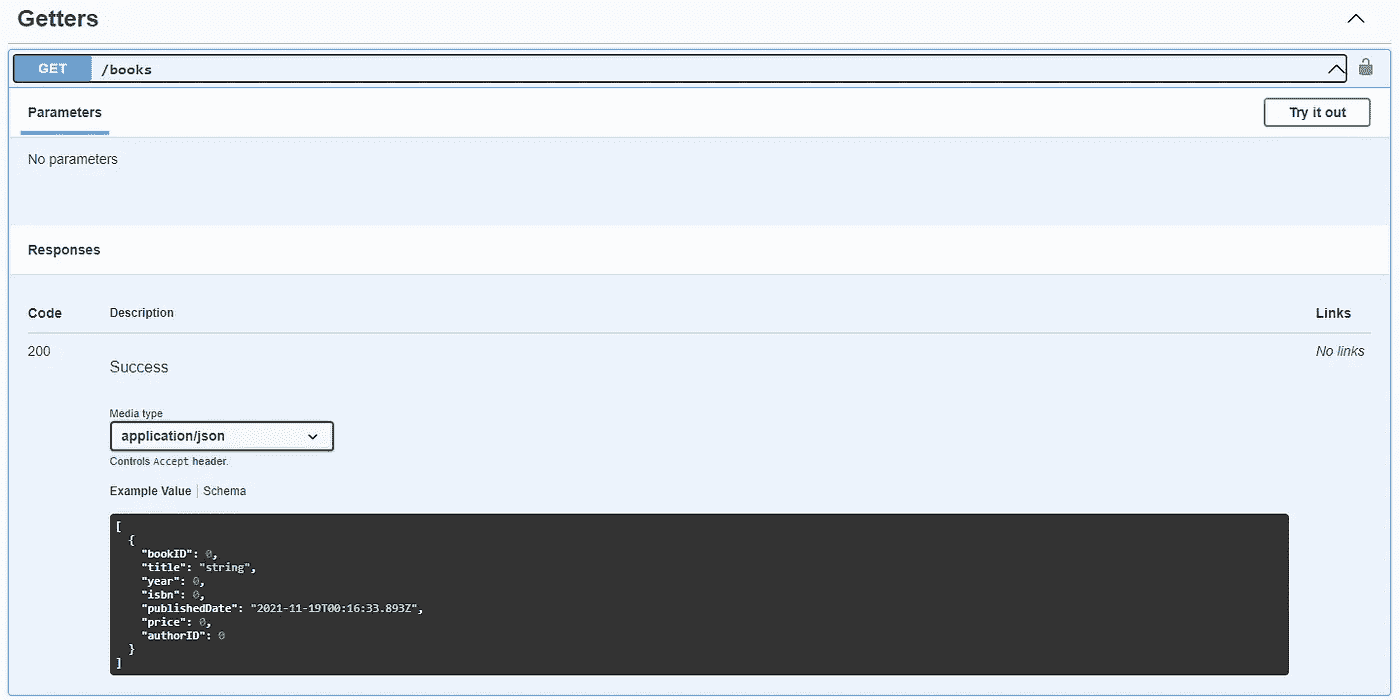 Getters
GET /books
Parameters Try it out
No parameters
Responses
Code Description Links
200 No links
Success
Media type
application/json
Controls Accept header.
Example Value Schema
[
  {
    "bookID": 0,
    "title": "string",
    "year": 0,
    "isbn": 0,
    "publishedDate": "2021-11-19T00:16:33.893Z",
    "price": 0,
    "authorID": 0
  }
]